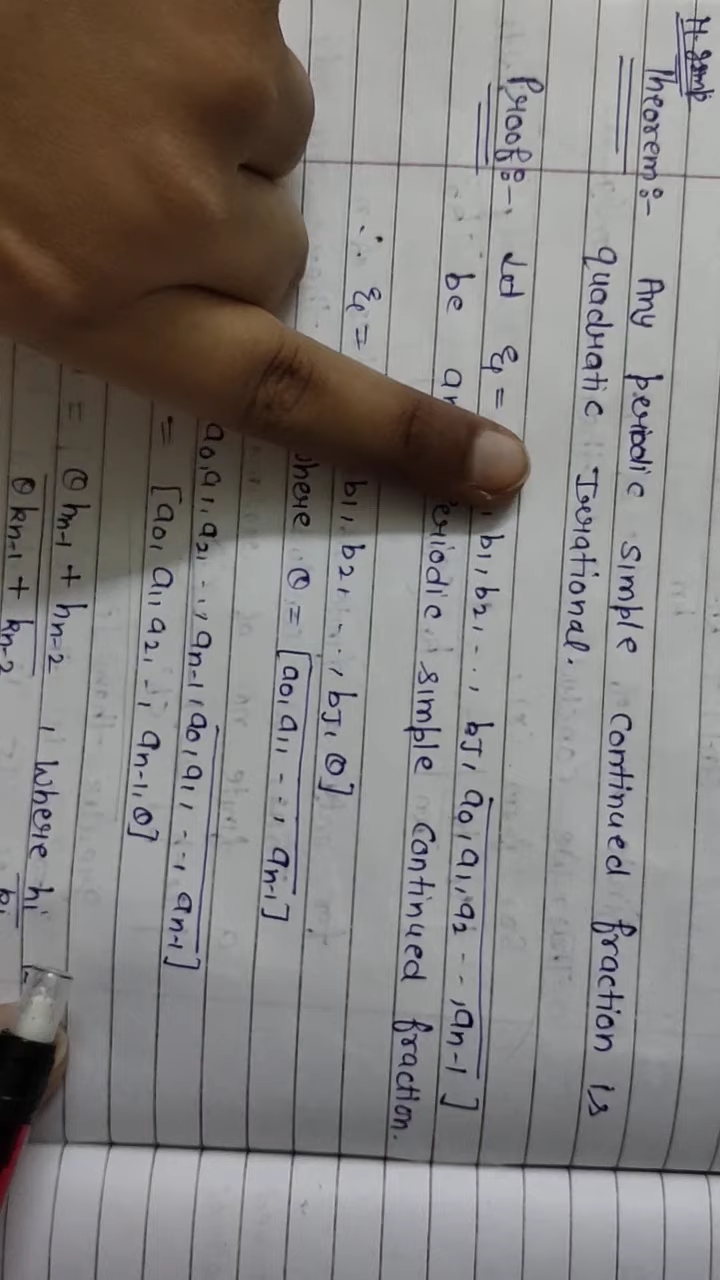 Theorem:- Any periodic simple continued fraction is
quadratic Irrational.
Proof:- Let ξ = , b1, b2, --, bJ, a0, a1, a2 --, an-1]
be an eriodic simple continued fraction.
∴ ξ = b1, b2, --, bJ, θ]
here θ = [a0, a1, --, an-1]
a0, a1, a2, --, an-1, a0, a1, --, an-1]
= [a0, a1, a2, -, an-1, θ]
= θ hn-1 + hn-2 , where hi
θ kn-1 + kn-2